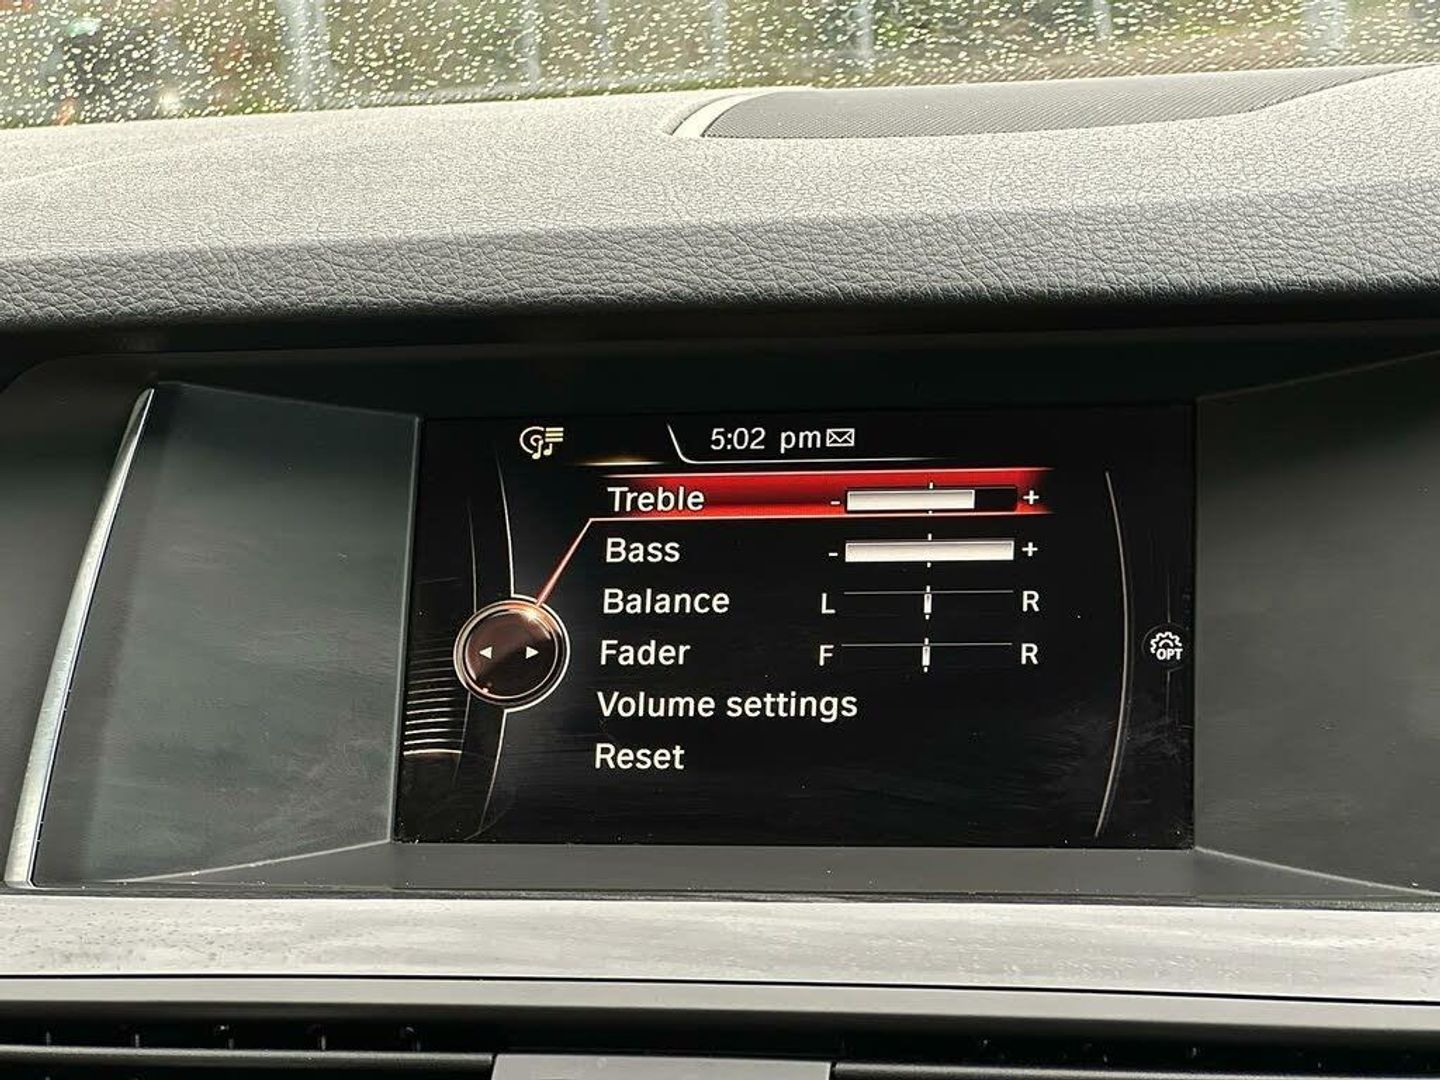 5:02 pm
Treble - +
Bass - +
Balance L R
Fader F R
Volume settings
Reset
OPT